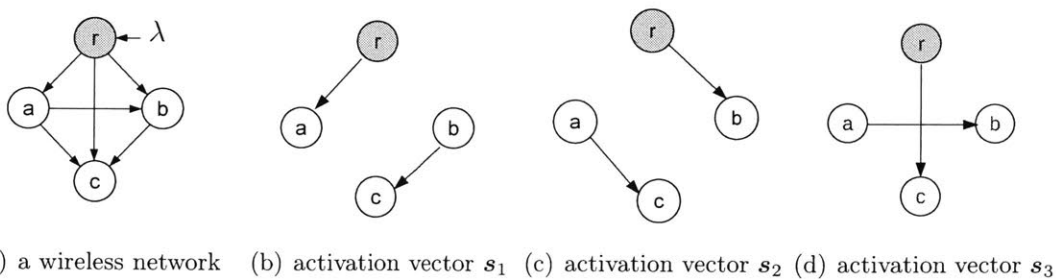 r
λ
a
b
c
r
a
b
c
r
a
b
c
r
a
b
c
) a wireless network
(b) activation vector s₁
(c) activation vector s₂
(d) activation vector s₃